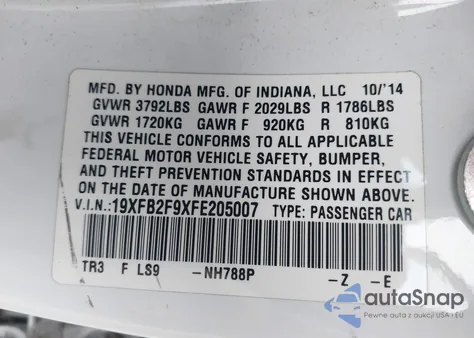 MFD. BY HONDA MFG. OF INDIANA, LLC 10/'14
GVWR 3792LBS GAWR F 2029LBS R 1786LBS
GVWR 1720KG GAWR F 920KG R 810KG
THIS VEHICLE CONFORMS TO ALL APPLICABLE
FEDERAL MOTOR VEHICLE SAFETY, BUMPER,
AND THEFT PREVENTION STANDARDS IN EFFECT
ON THE DATE OF MANUFACTURE SHOWN ABOVE.
V.I.N.:19XFB2F9XFE205007 TYPE: PASSENGER CAR
TR3 F LS9 -NH788P -Z -E
autoSnap
Pewne auta z aukcji USA i EU